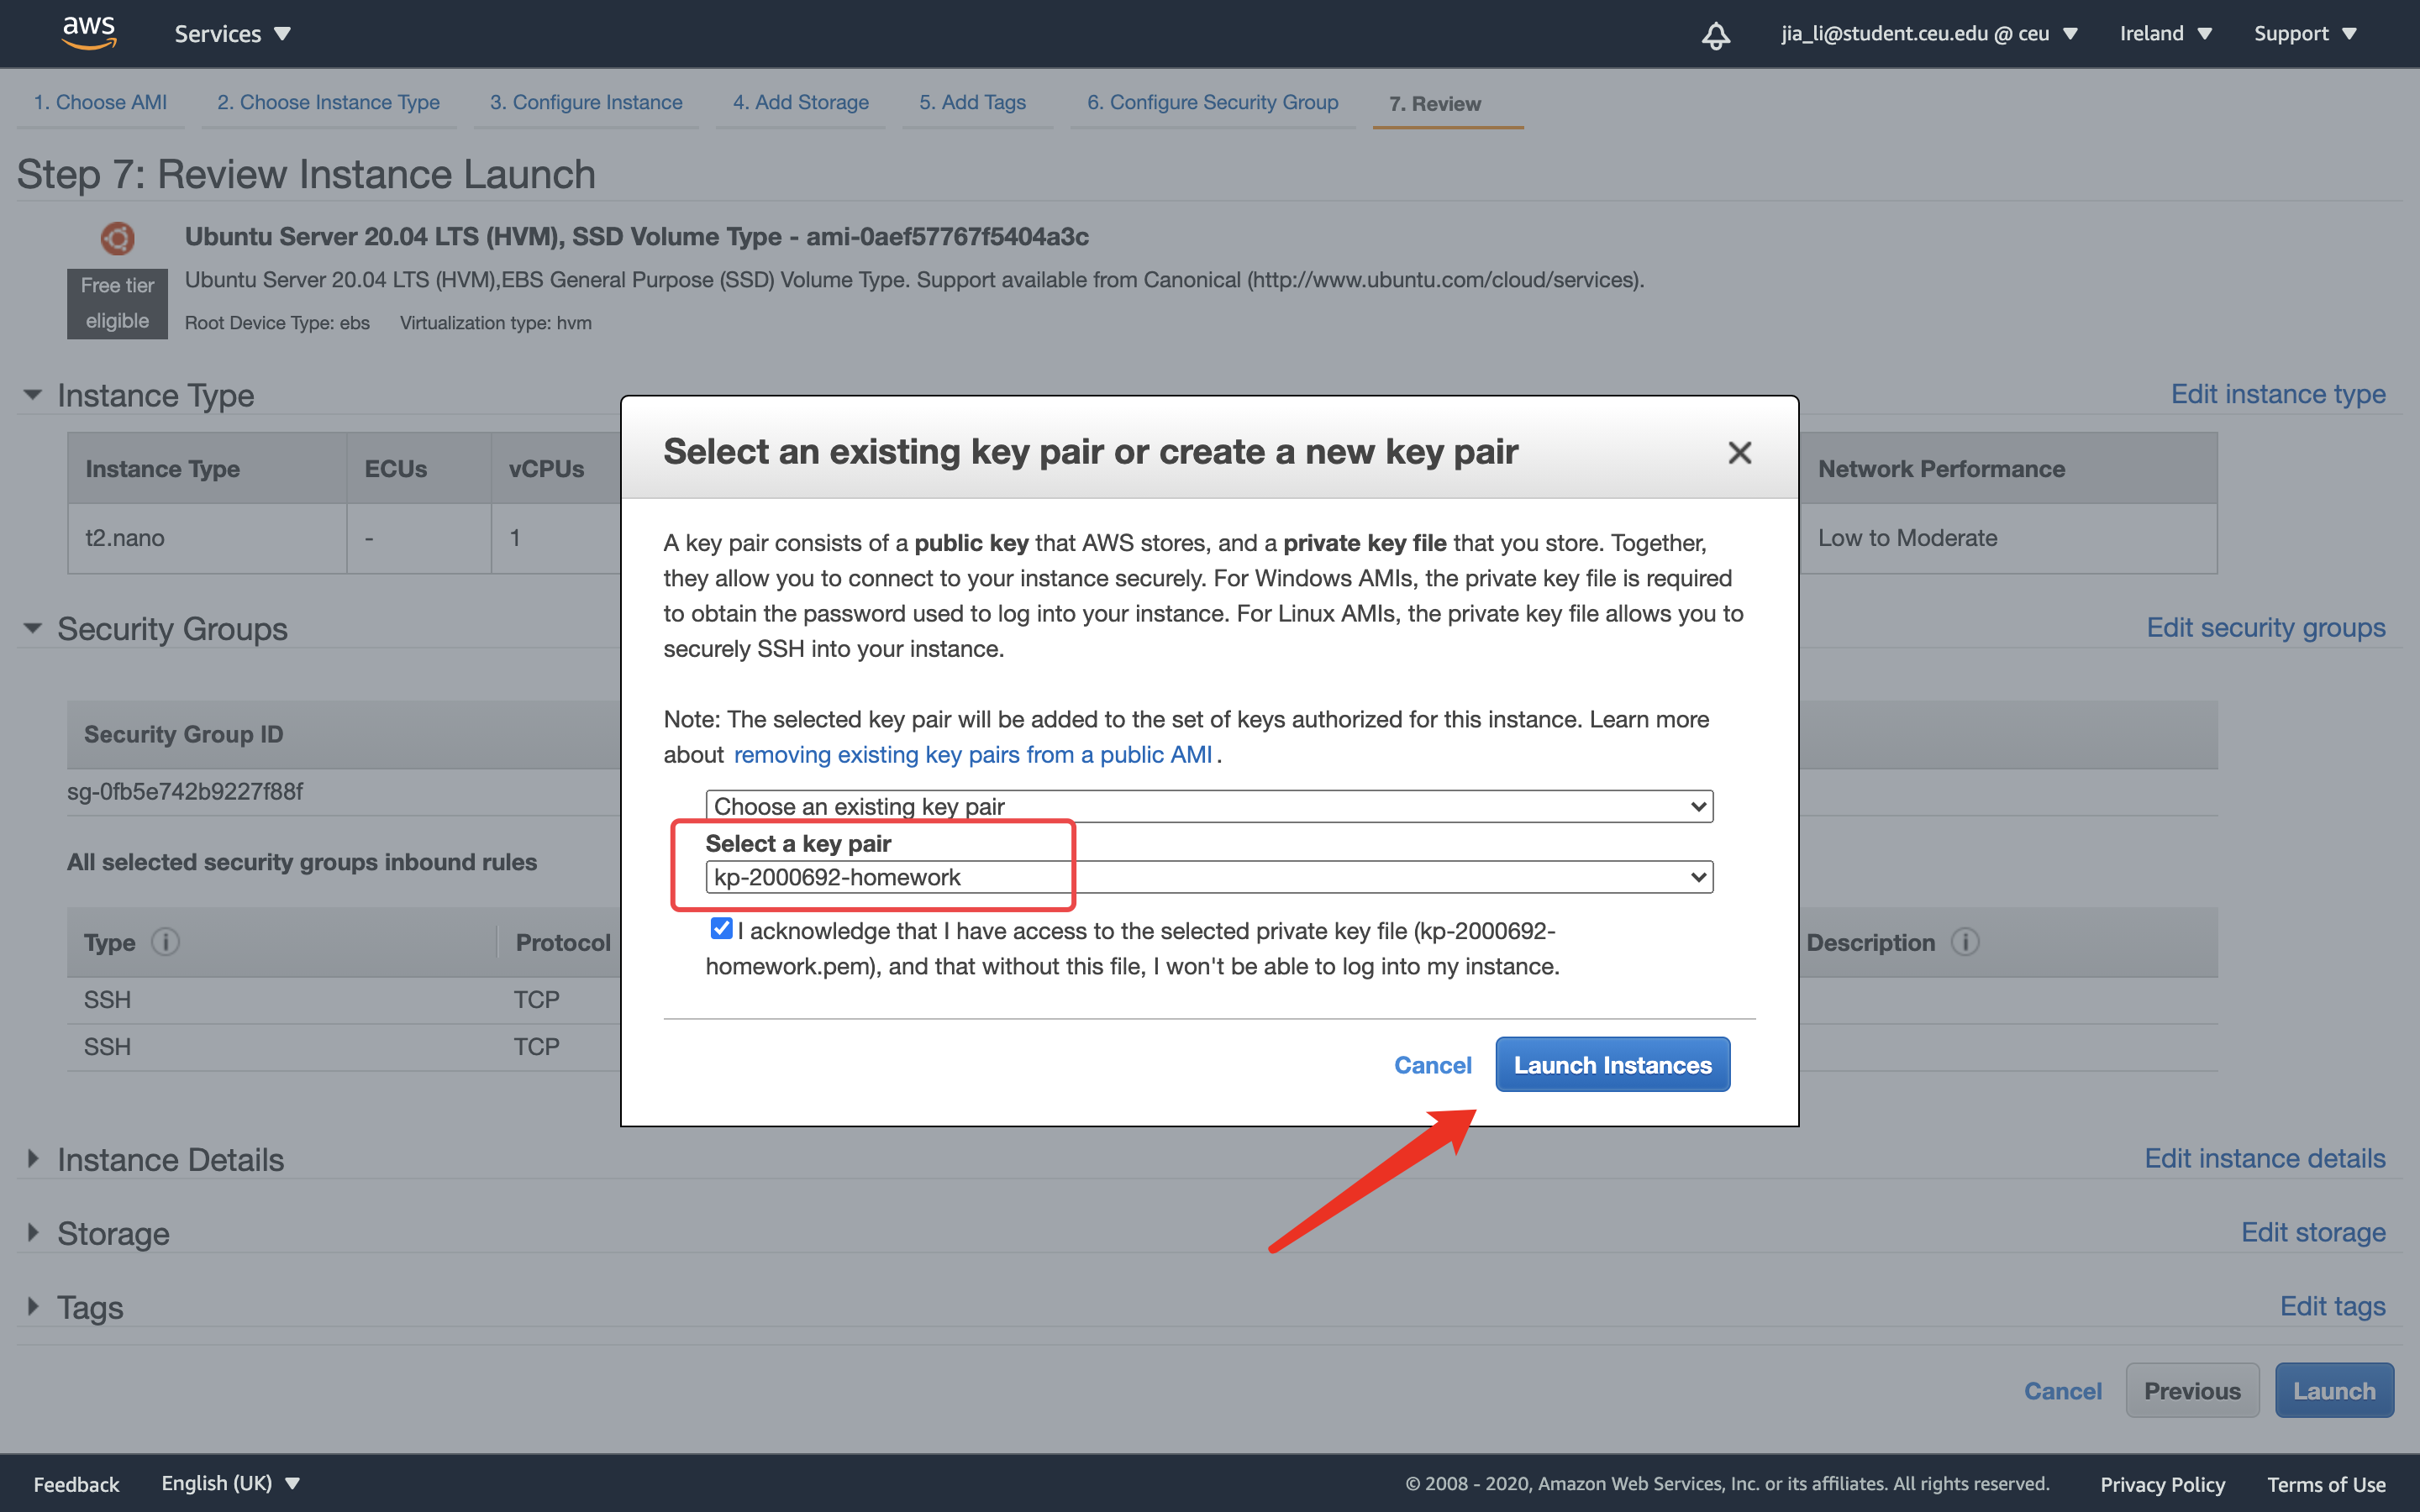 aws
Services
jia_li@student.ceu.edu @ ceu
Ireland
Support
1. Choose AMI
2. Choose Instance Type
3. Configure Instance
4. Add Storage
5. Add Tags
6. Configure Security Group
7. Review
Step 7: Review Instance Launch
Ubuntu Server 20.04 LTS (HVM), SSD Volume Type - ami-0aef57767f5404a3c
Free tier
eligible
Ubuntu Server 20.04 LTS (HVM),EBS General Purpose (SSD) Volume Type. Support available from Canonical (http://www.ubuntu.com/cloud/services).
Root Device Type: ebs
Virtualization type: hvm
Instance Type
Edit instance type
Instance Type
ECUs
vCPUs
Network Performance
t2.nano
-
1
Low to Moderate
Security Groups
Edit security groups
Security Group ID
sg-0fb5e742b9227f88f
All selected security groups inbound rules
Type
Protocol
Description
SSH
TCP
SSH
TCP
Select an existing key pair or create a new key pair
A key pair consists of a public key that AWS stores, and a private key file that you store. Together,
they allow you to connect to your instance securely. For Windows AMIs, the private key file is required
to obtain the password used to log into your instance. For Linux AMIs, the private key file allows you to
securely SSH into your instance.
Note: The selected key pair will be added to the set of keys authorized for this instance. Learn more
about removing existing key pairs from a public AMI .
Choose an existing key pair
Select a key pair
kp-2000692-homework
I acknowledge that I have access to the selected private key file (kp-2000692-
homework.pem), and that without this file, I won't be able to log into my instance.
Cancel
Launch Instances
Instance Details
Edit instance details
Storage
Edit storage
Tags
Edit tags
Cancel
Previous
Launch
Feedback
English (UK)
© 2008 - 2020, Amazon Web Services, Inc. or its affiliates. All rights reserved.
Privacy Policy
Terms of Use